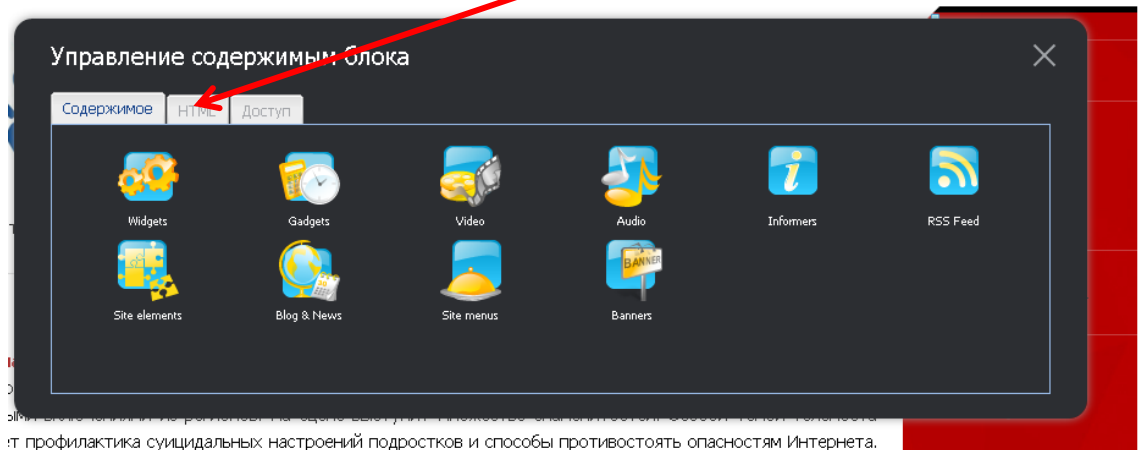 Управление содержимым блока
Содержимое HTML Доступ
Widgets Gadgets Video Audio Informers RSS Feed
BANNER
Site elements Blog & News Site menus Banners
ет профилактика суицидальных настроений подростков и способы противостоять опасностям Интернета.